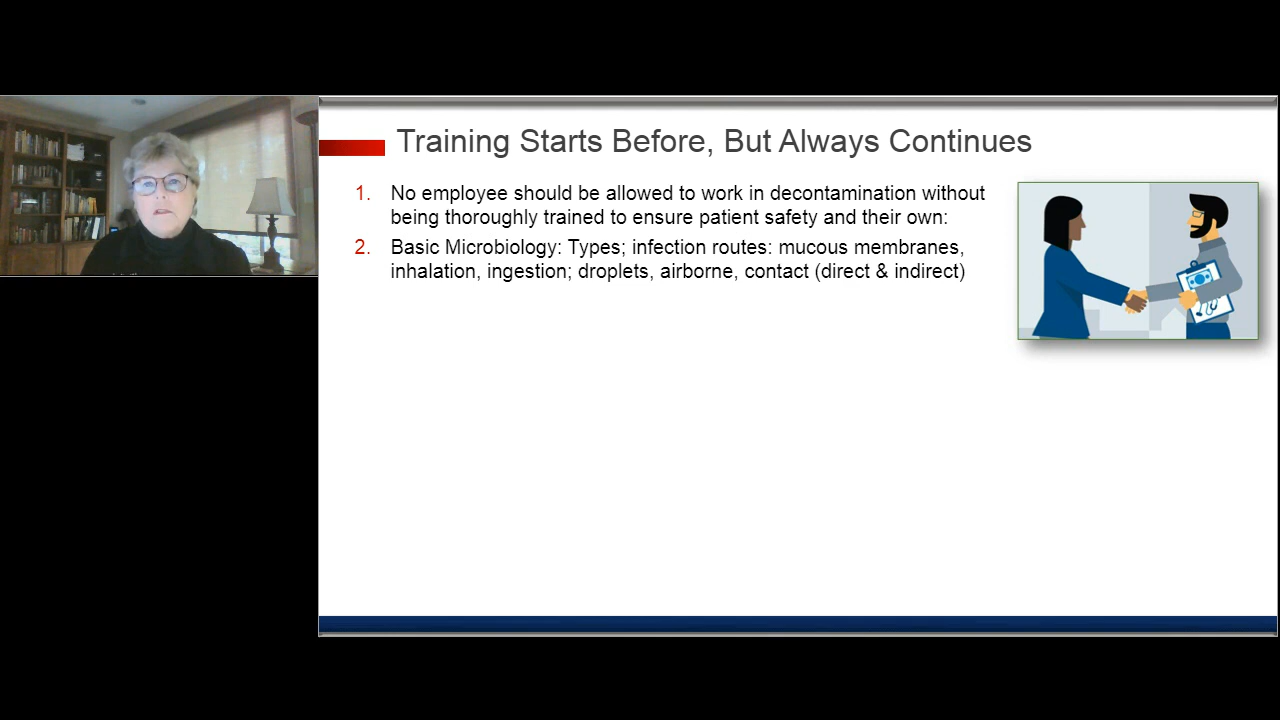 Training Starts Before, But Always Continues
1. No employee should be allowed to work in decontamination without
being thoroughly trained to ensure patient safety and their own:
2. Basic Microbiology: Types; infection routes: mucous membranes,
inhalation, ingestion; droplets, airborne, contact (direct & indirect)